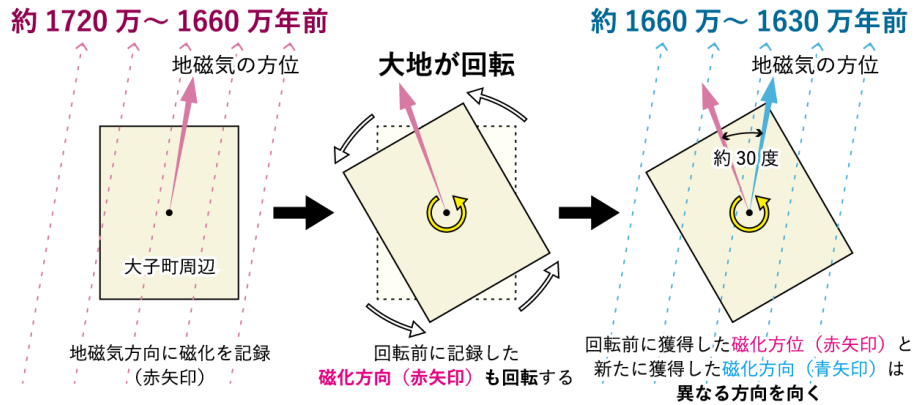 約 1720 万～ 1660 万年前
地磁気の方位
大子町周辺
地磁気方向に磁化を記録
（赤矢印）
大地が回転
回転前に記録した
磁化方向（赤矢印）も回転する
約 1660 万～ 1630 万年前
地磁気の方位
約 30 度
回転前に獲得した磁化方位（赤矢印）と
新たに獲得した磁化方向（青矢印）は
異なる方向を向く